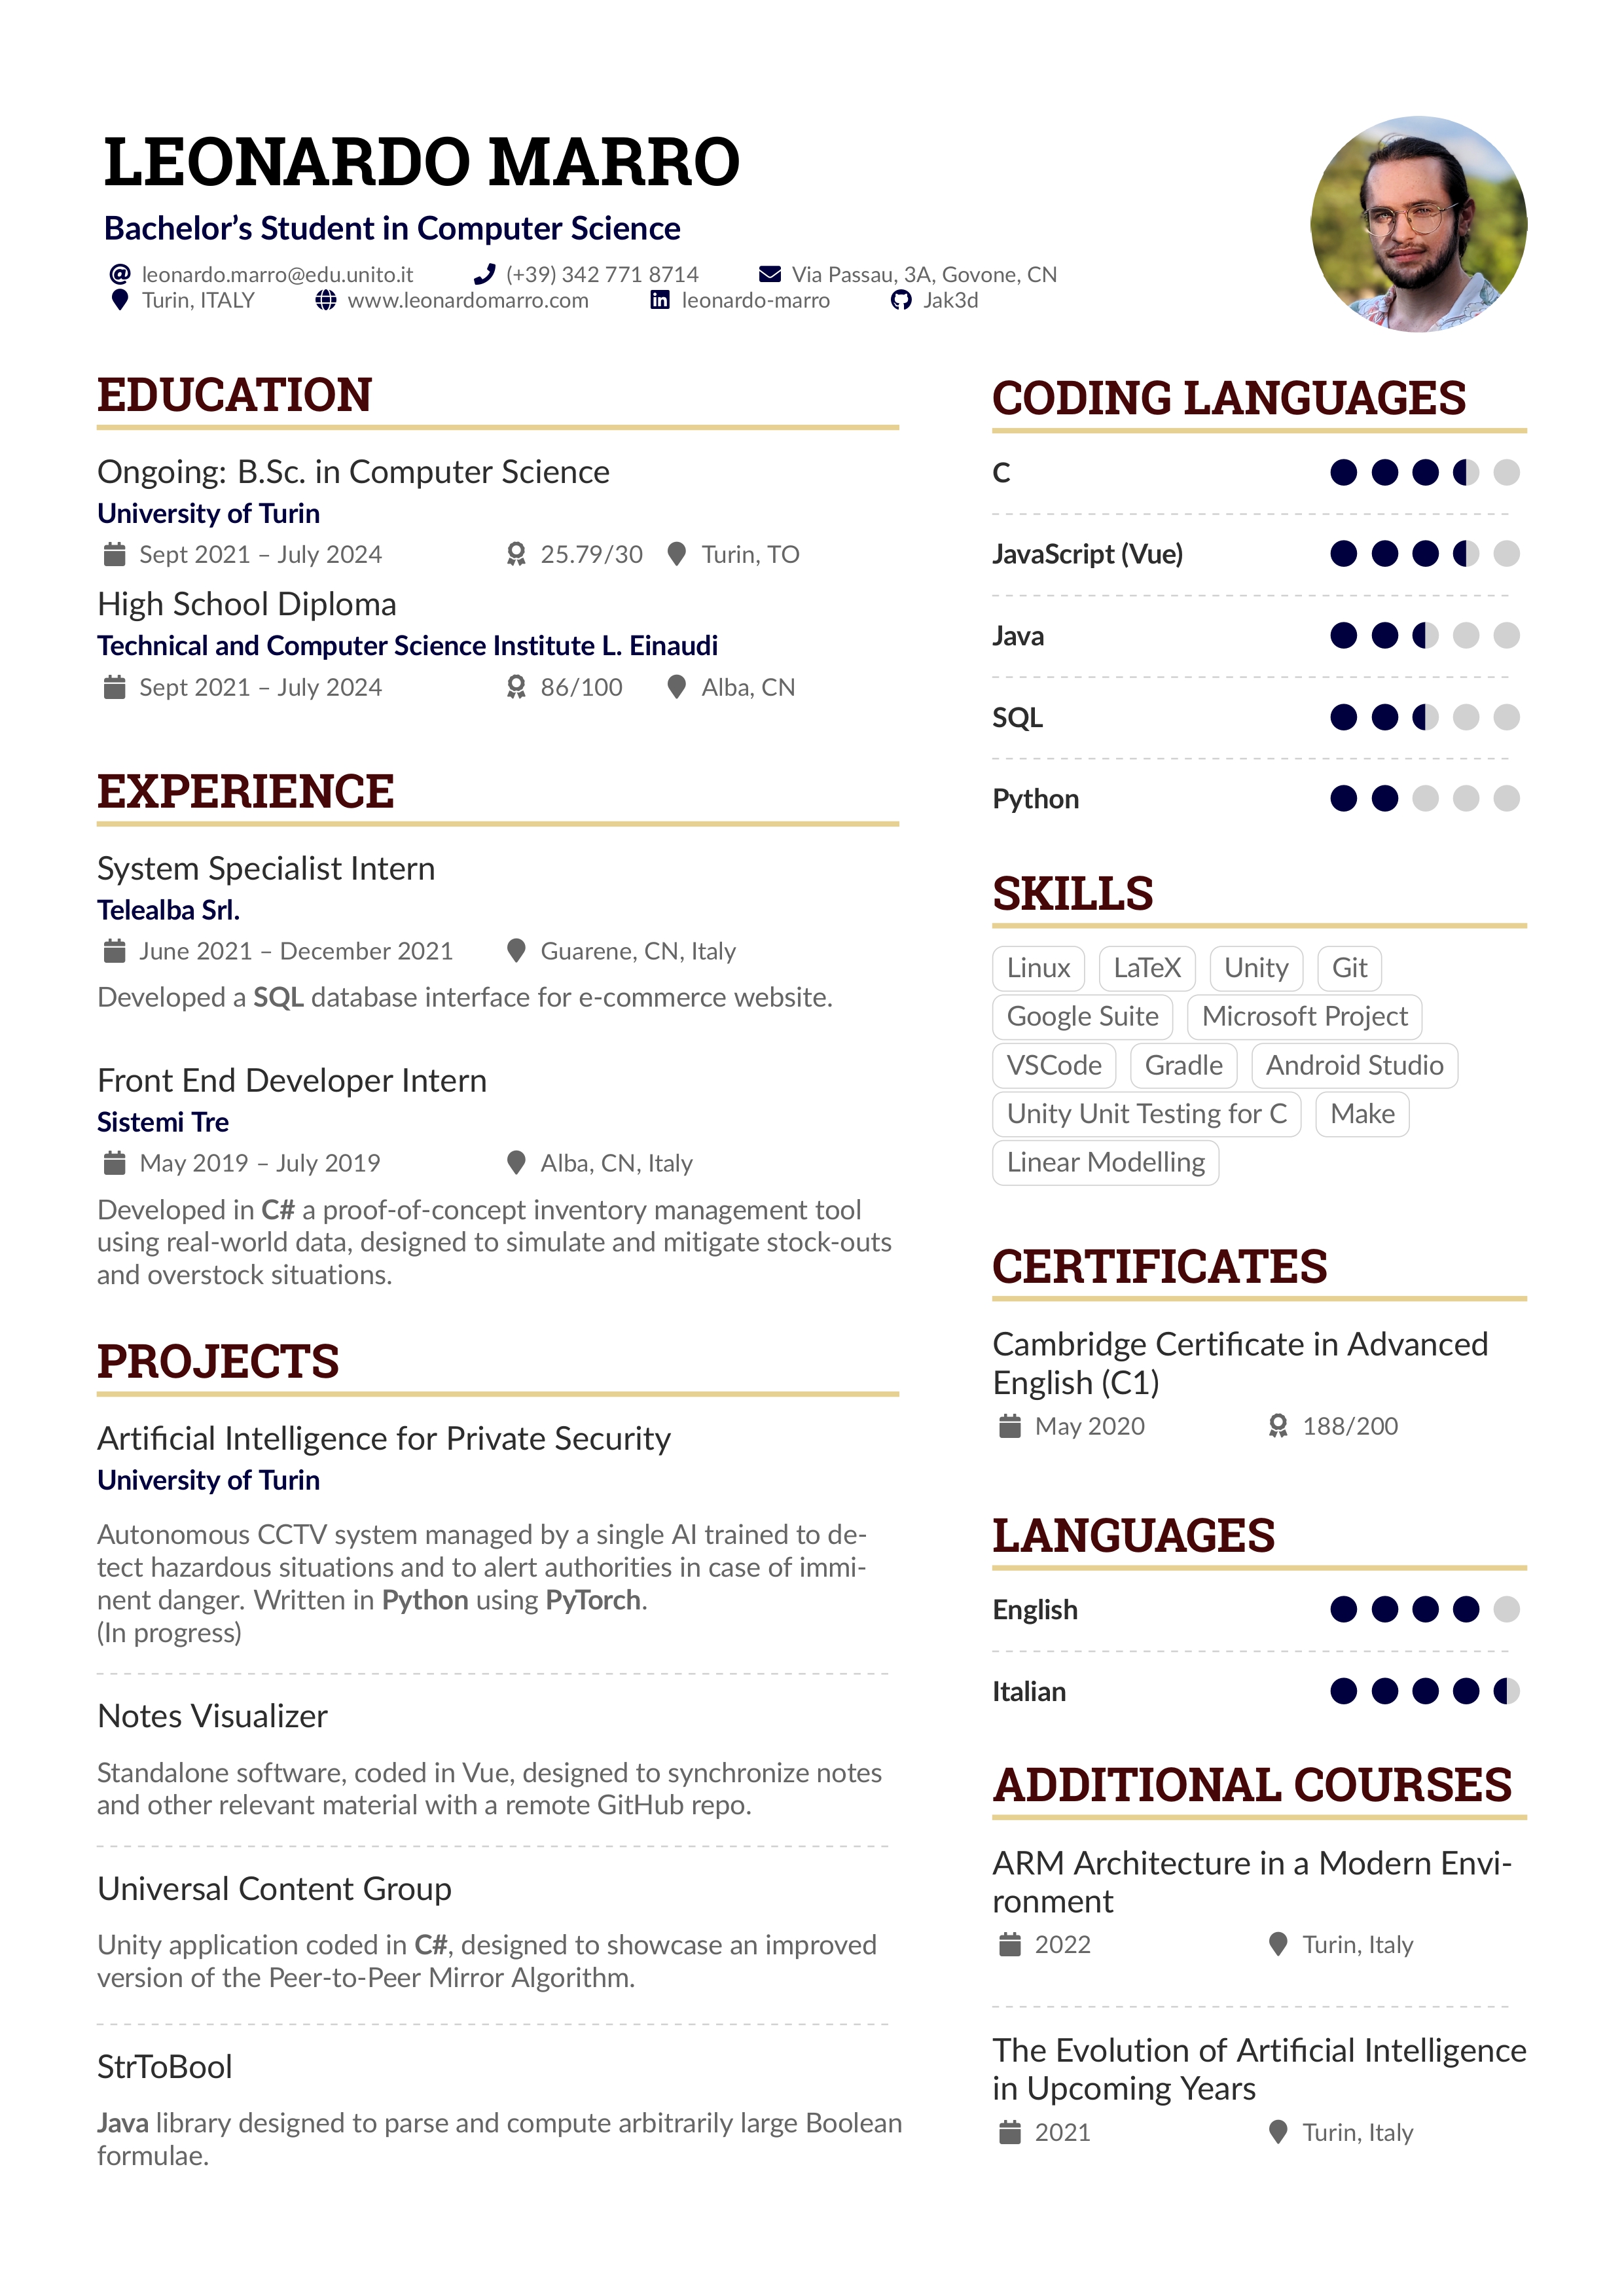 LEONARDO MARRO
Bachelor’s Student in Computer Science
leonardo.marro@edu.unito.it (+39) 342 771 8714 Via Passau, 3A, Govone, CN
Turin, ITALY www.leonardomarro.com leonardo-marro Jak3d
EDUCATION
Ongoing: B.Sc. in Computer Science
University of Turin
Sept 2021 – July 2024 25.79/30 Turin, TO
High School Diploma
Technical and Computer Science Institute L. Einaudi
Sept 2021 – July 2024 86/100 Alba, CN
EXPERIENCE
System Specialist Intern
Telealba Srl.
June 2021 – December 2021 Guarene, CN, Italy
Developed a SQL database interface for e-commerce website.
Front End Developer Intern
Sistemi Tre
May 2019 – July 2019 Alba, CN, Italy
Developed in C# a proof-of-concept inventory management tool
using real-world data, designed to simulate and mitigate stock-outs
and overstock situations.
PROJECTS
Artificial Intelligence for Private Security
University of Turin
Autonomous CCTV system managed by a single AI trained to de-
tect hazardous situations and to alert authorities in case of immi-
nent danger. Written in Python using PyTorch.
(In progress)
Notes Visualizer
Standalone software, coded in Vue, designed to synchronize notes
and other relevant material with a remote GitHub repo.
Universal Content Group
Unity application coded in C#, designed to showcase an improved
version of the Peer-to-Peer Mirror Algorithm.
StrToBool
Java library designed to parse and compute arbitrarily large Boolean
formulae.
CODING LANGUAGES
C
JavaScript (Vue)
Java
SQL
Python
SKILLS
Linux LaTeX Unity Git
Google Suite Microsoft Project
VSCode Gradle Android Studio
Unity Unit Testing for C Make
Linear Modelling
CERTIFICATES
Cambridge Certificate in Advanced
English (C1)
May 2020 188/200
LANGUAGES
English
Italian
ADDITIONAL COURSES
ARM Architecture in a Modern Envi-
ronment
2022 Turin, Italy
The Evolution of Artificial Intelligence
in Upcoming Years
2021 Turin, Italy